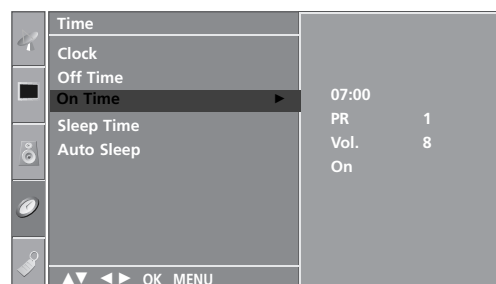 Time
Clock
Off Time
On Time ►
Sleep Time
Auto Sleep
07:00
PR 1
Vol. 8
On
▲▼ ◄► OK MENU